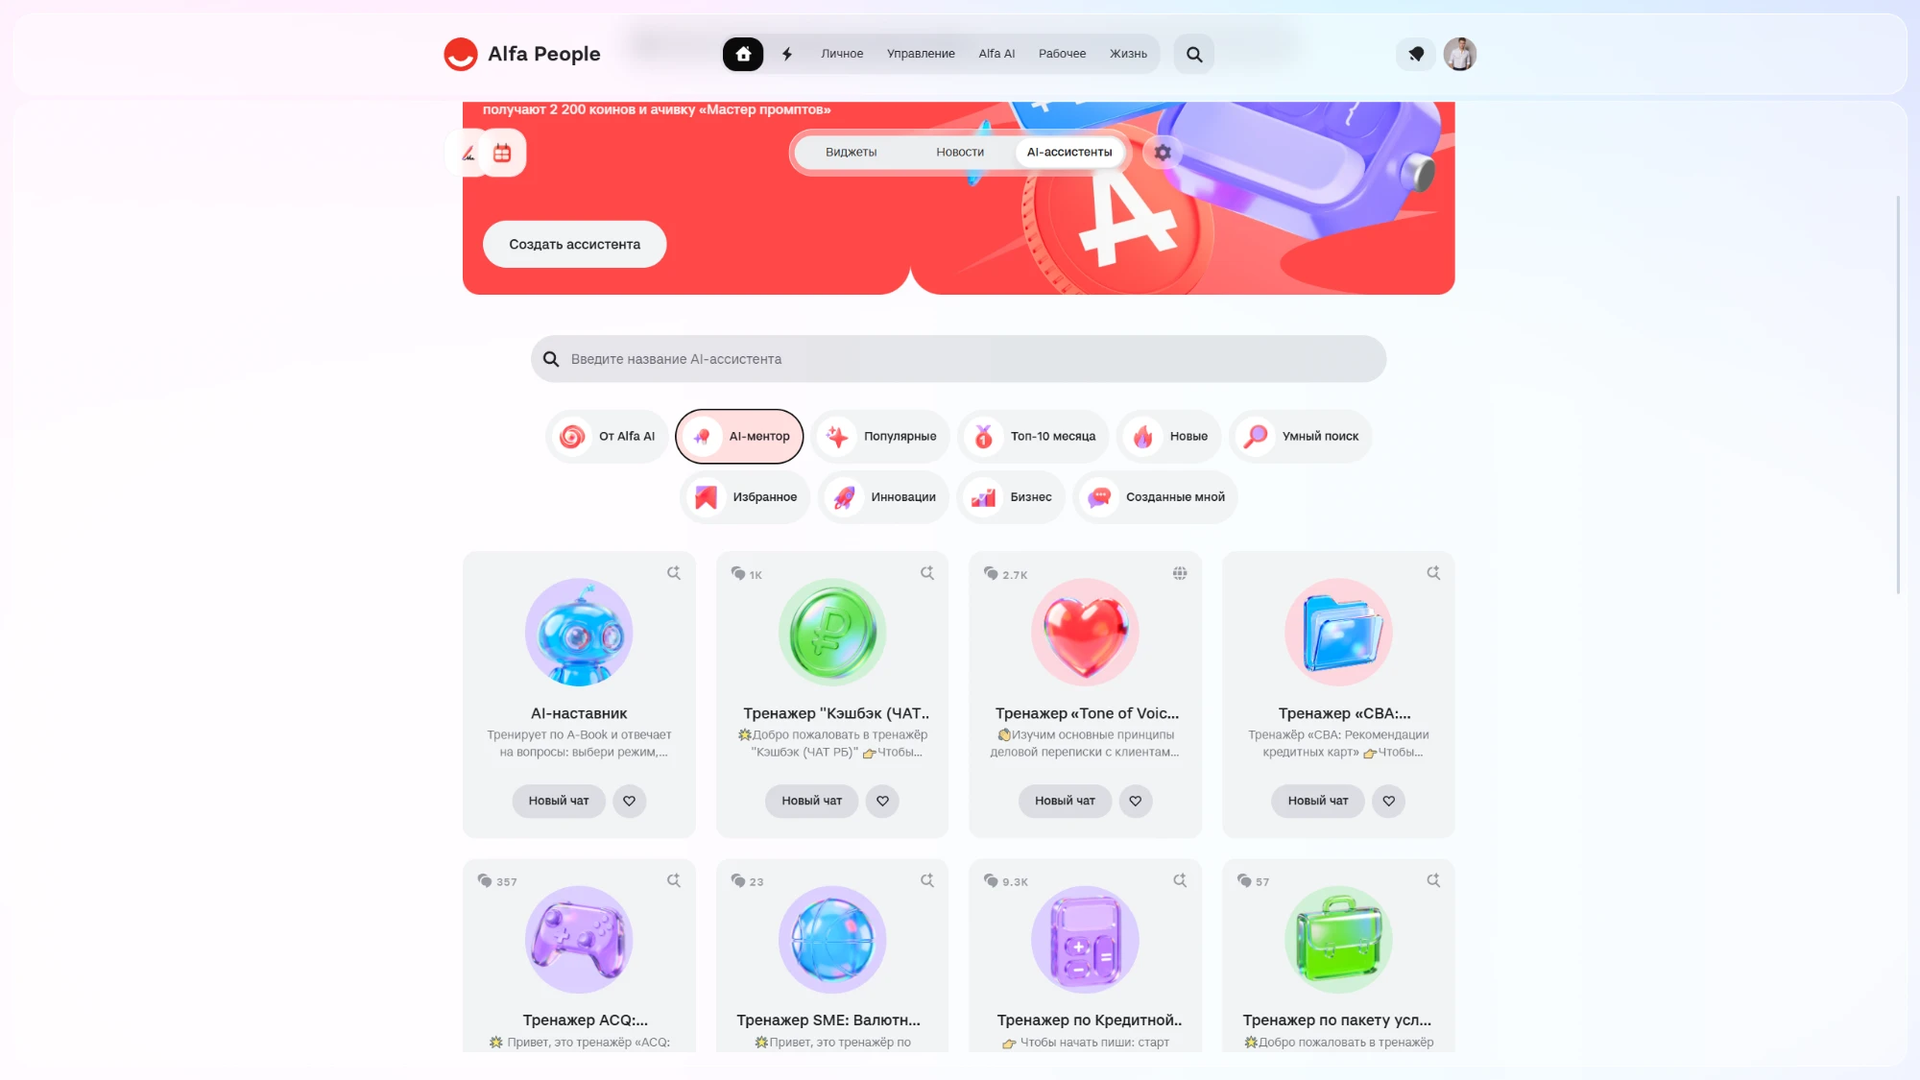 Alfa People
Личное
Управление
Alfa AI
Рабочее
Жизнь
получают 2 200 коинов и ачивку «Мастер промптов»
Виджеты
Новости
AI-ассистенты
Создать ассистента
Введите название AI-ассистента
От Alfa AI
AI-ментор
Популярные
Топ-10 месяца
Новые
Умный поиск
Избранное
Инновации
Бизнес
Созданные мной
AI-наставник
Тренирует по A-Book и отвечает
на вопросы: выбери режим,...
Новый чат
1K
Тренажер "Кэшбэк (ЧАТ..
Добро пожаловать в тренажёр
"Кэшбэк (ЧАТ РБ)" Чтобы...
Новый чат
2.7K
Тренажер «Tone of Voic...
Изучим основные принципы
деловой переписки с клиентам...
Новый чат
Тренажер «СВА:...
Тренажёр «СВА: Рекомендации
кредитных карт» Чтобы...
Новый чат
357
Тренажер ACQ:...
Привет, это тренажёр «ACQ:
23
Тренажер SME: Валютн...
Привет, это тренажёр по
9.3K
Тренажер по Кредитной..
Чтобы начать пиши: старт
57
Тренажер по пакету усл...
Добро пожаловать в тренажёр